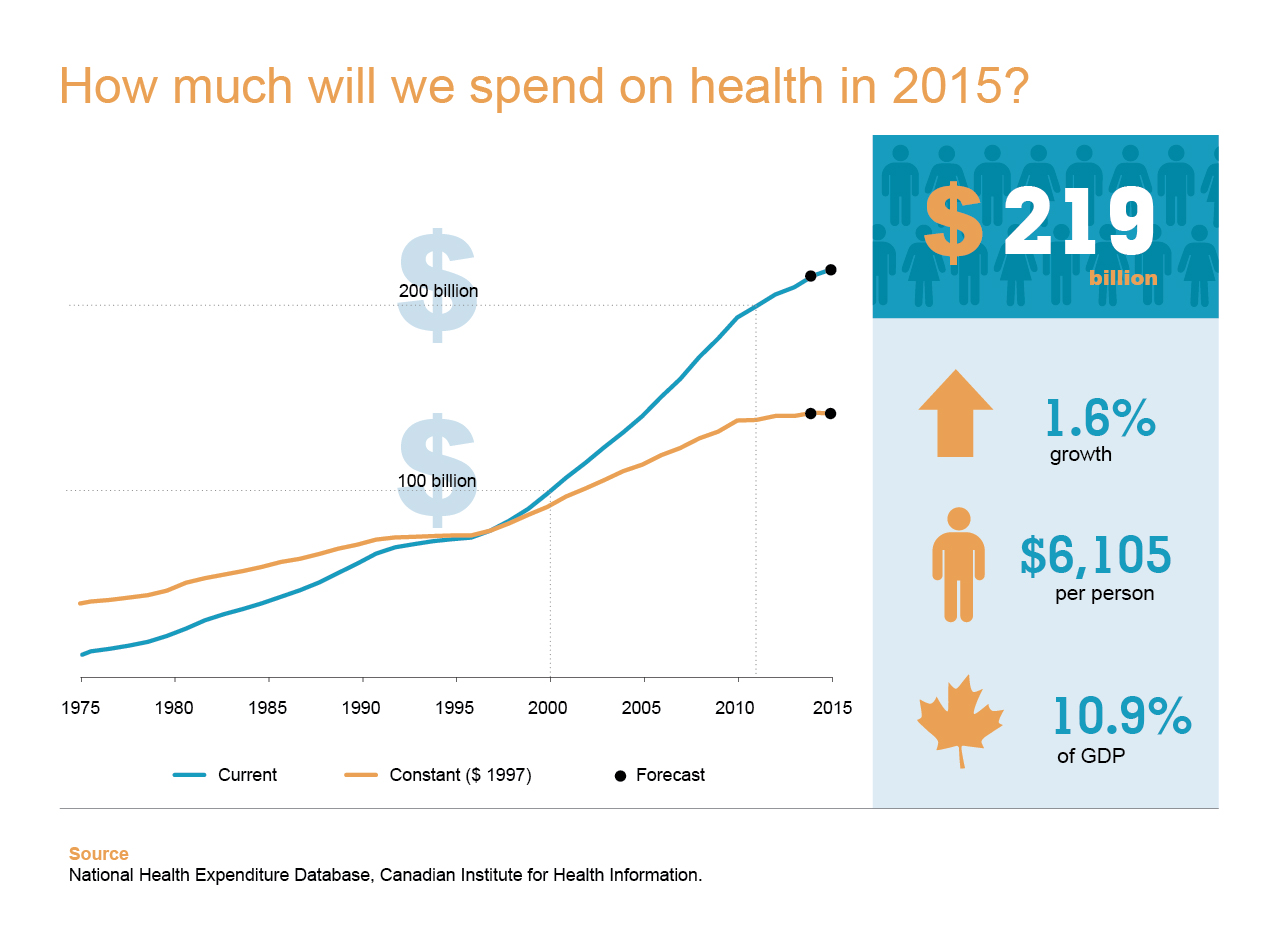 How much will we spend on health in 2015?
$ 219
billion
$
200 billion
$
100 billion
1.6%
growth
$6,105
per person
10.9%
of GDP
1975 1980 1985 1990 1995 2000 2005 2010 2015
Current Constant ($ 1997) Forecast
Source
National Health Expenditure Database, Canadian Institute for Health Information.